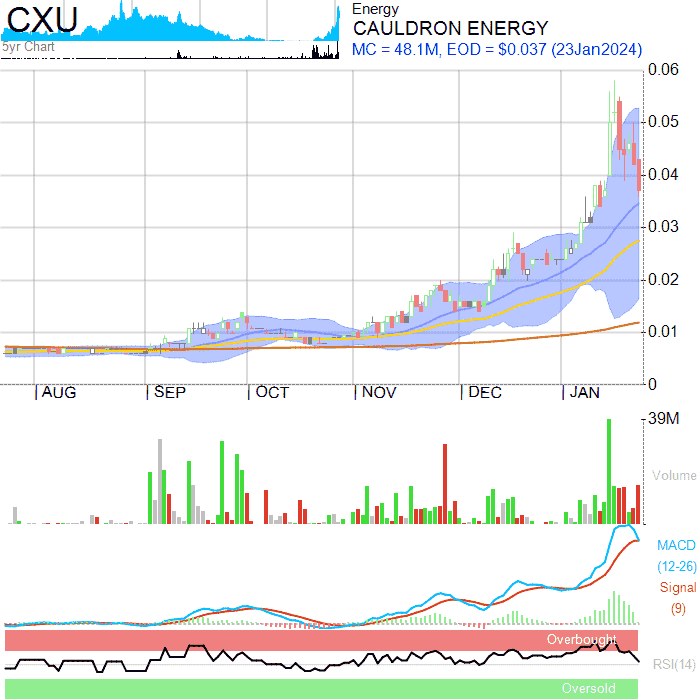 CXU
5yr Chart
Energy
CAULDRON ENERGY
MC = 48.1M, EOD = $0.037 (23Jan2024)
0.06
0.05
0.04
0.03
0.02
0.01
0
AUG SEP OCT NOV DEC JAN
39M
Volume
MACD
(12-26)
Signal
(9)
Overbought
RSI(14)
Oversold